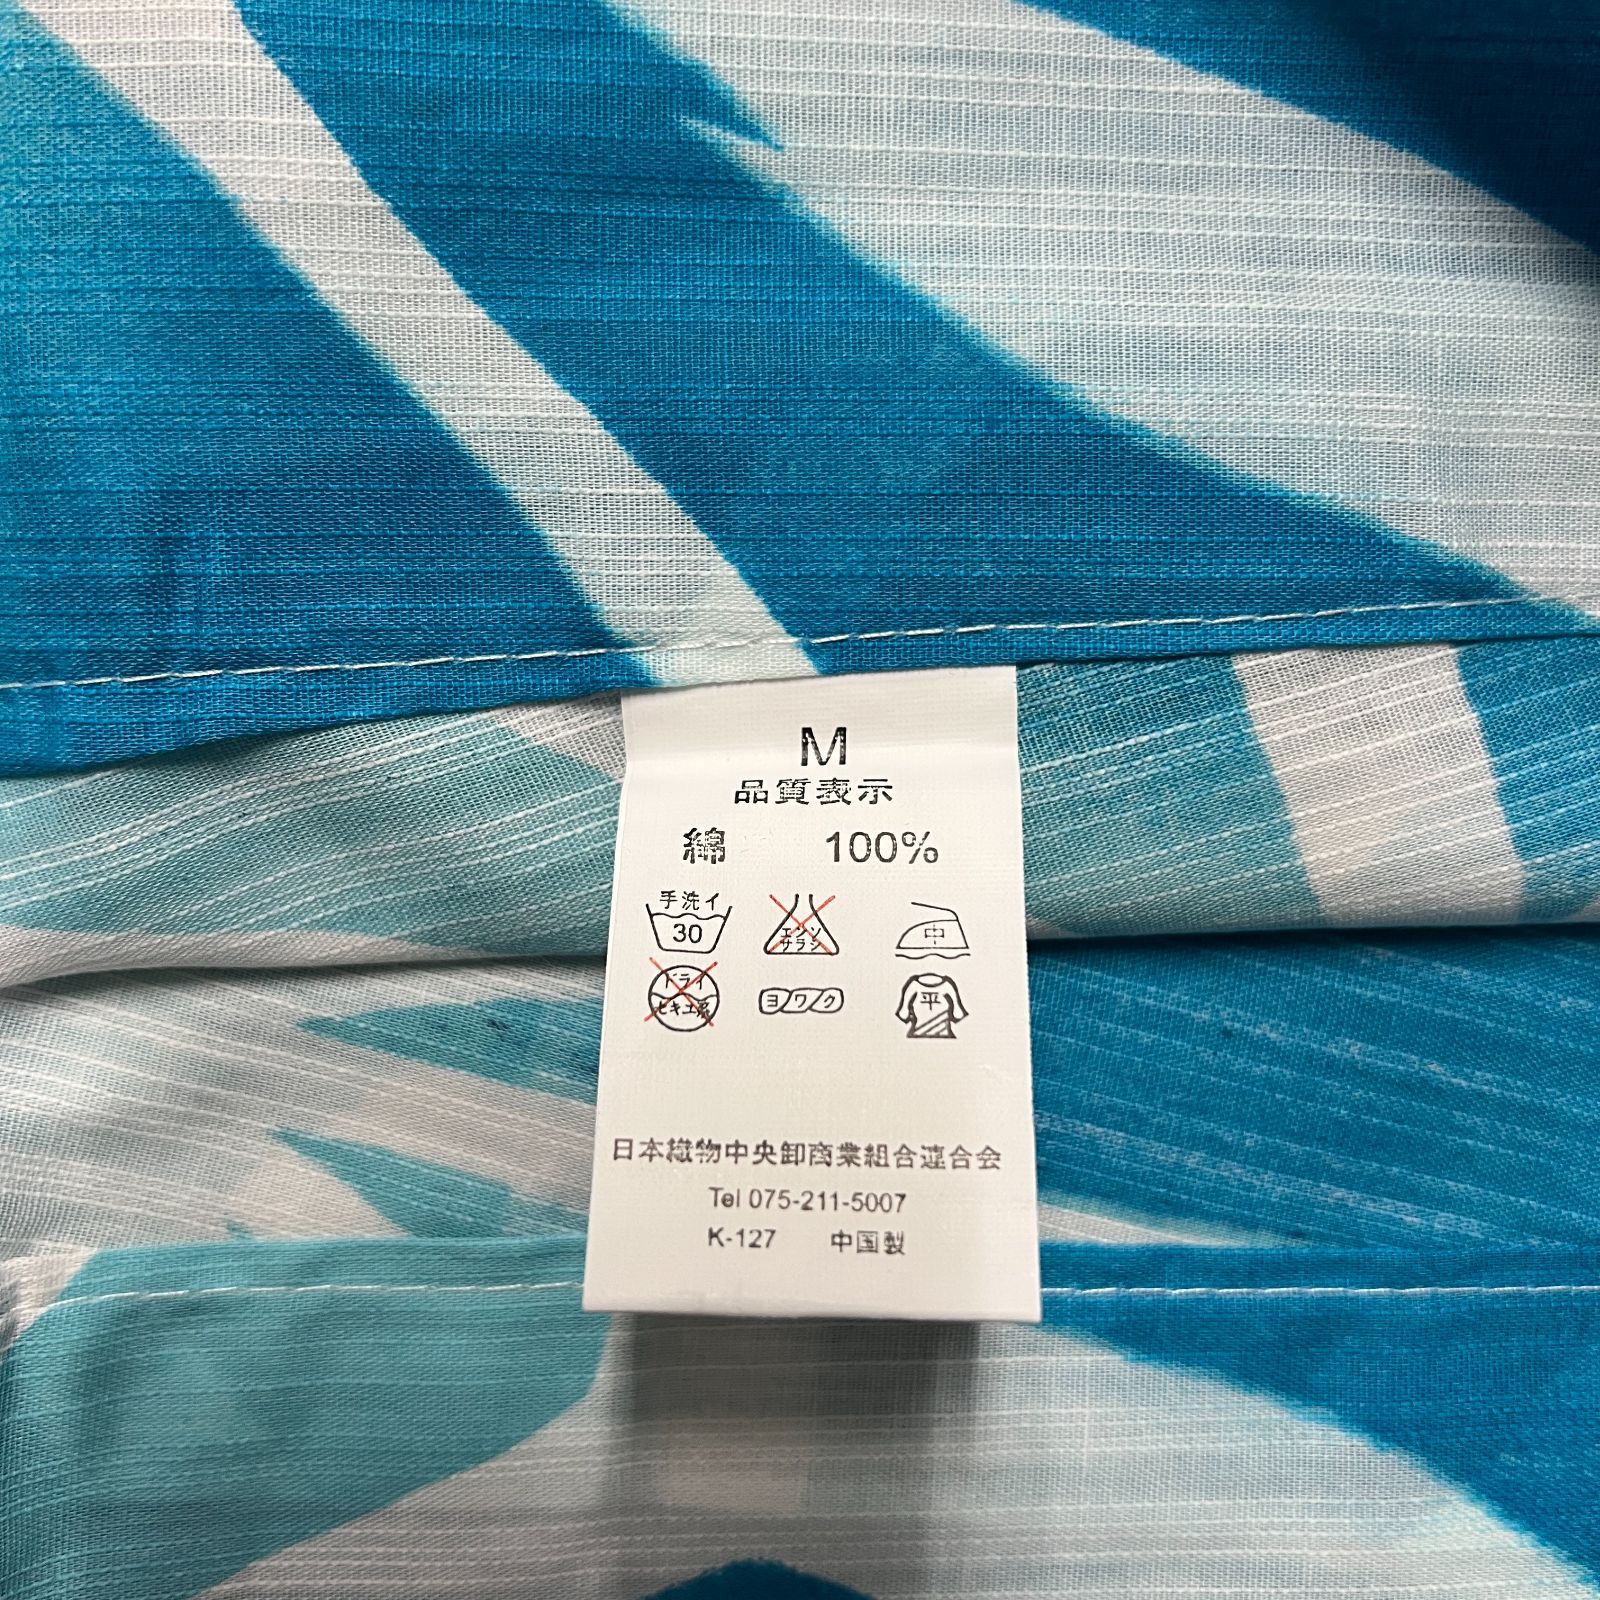 M
品質表示
綿 100%
手洗イ
30
エンソ
サラシ
中
ドライ
セキユ系
ヨワク
平
日本織物中央卸商業組合連合会
Tel 075-211-5007
K-127 中国製